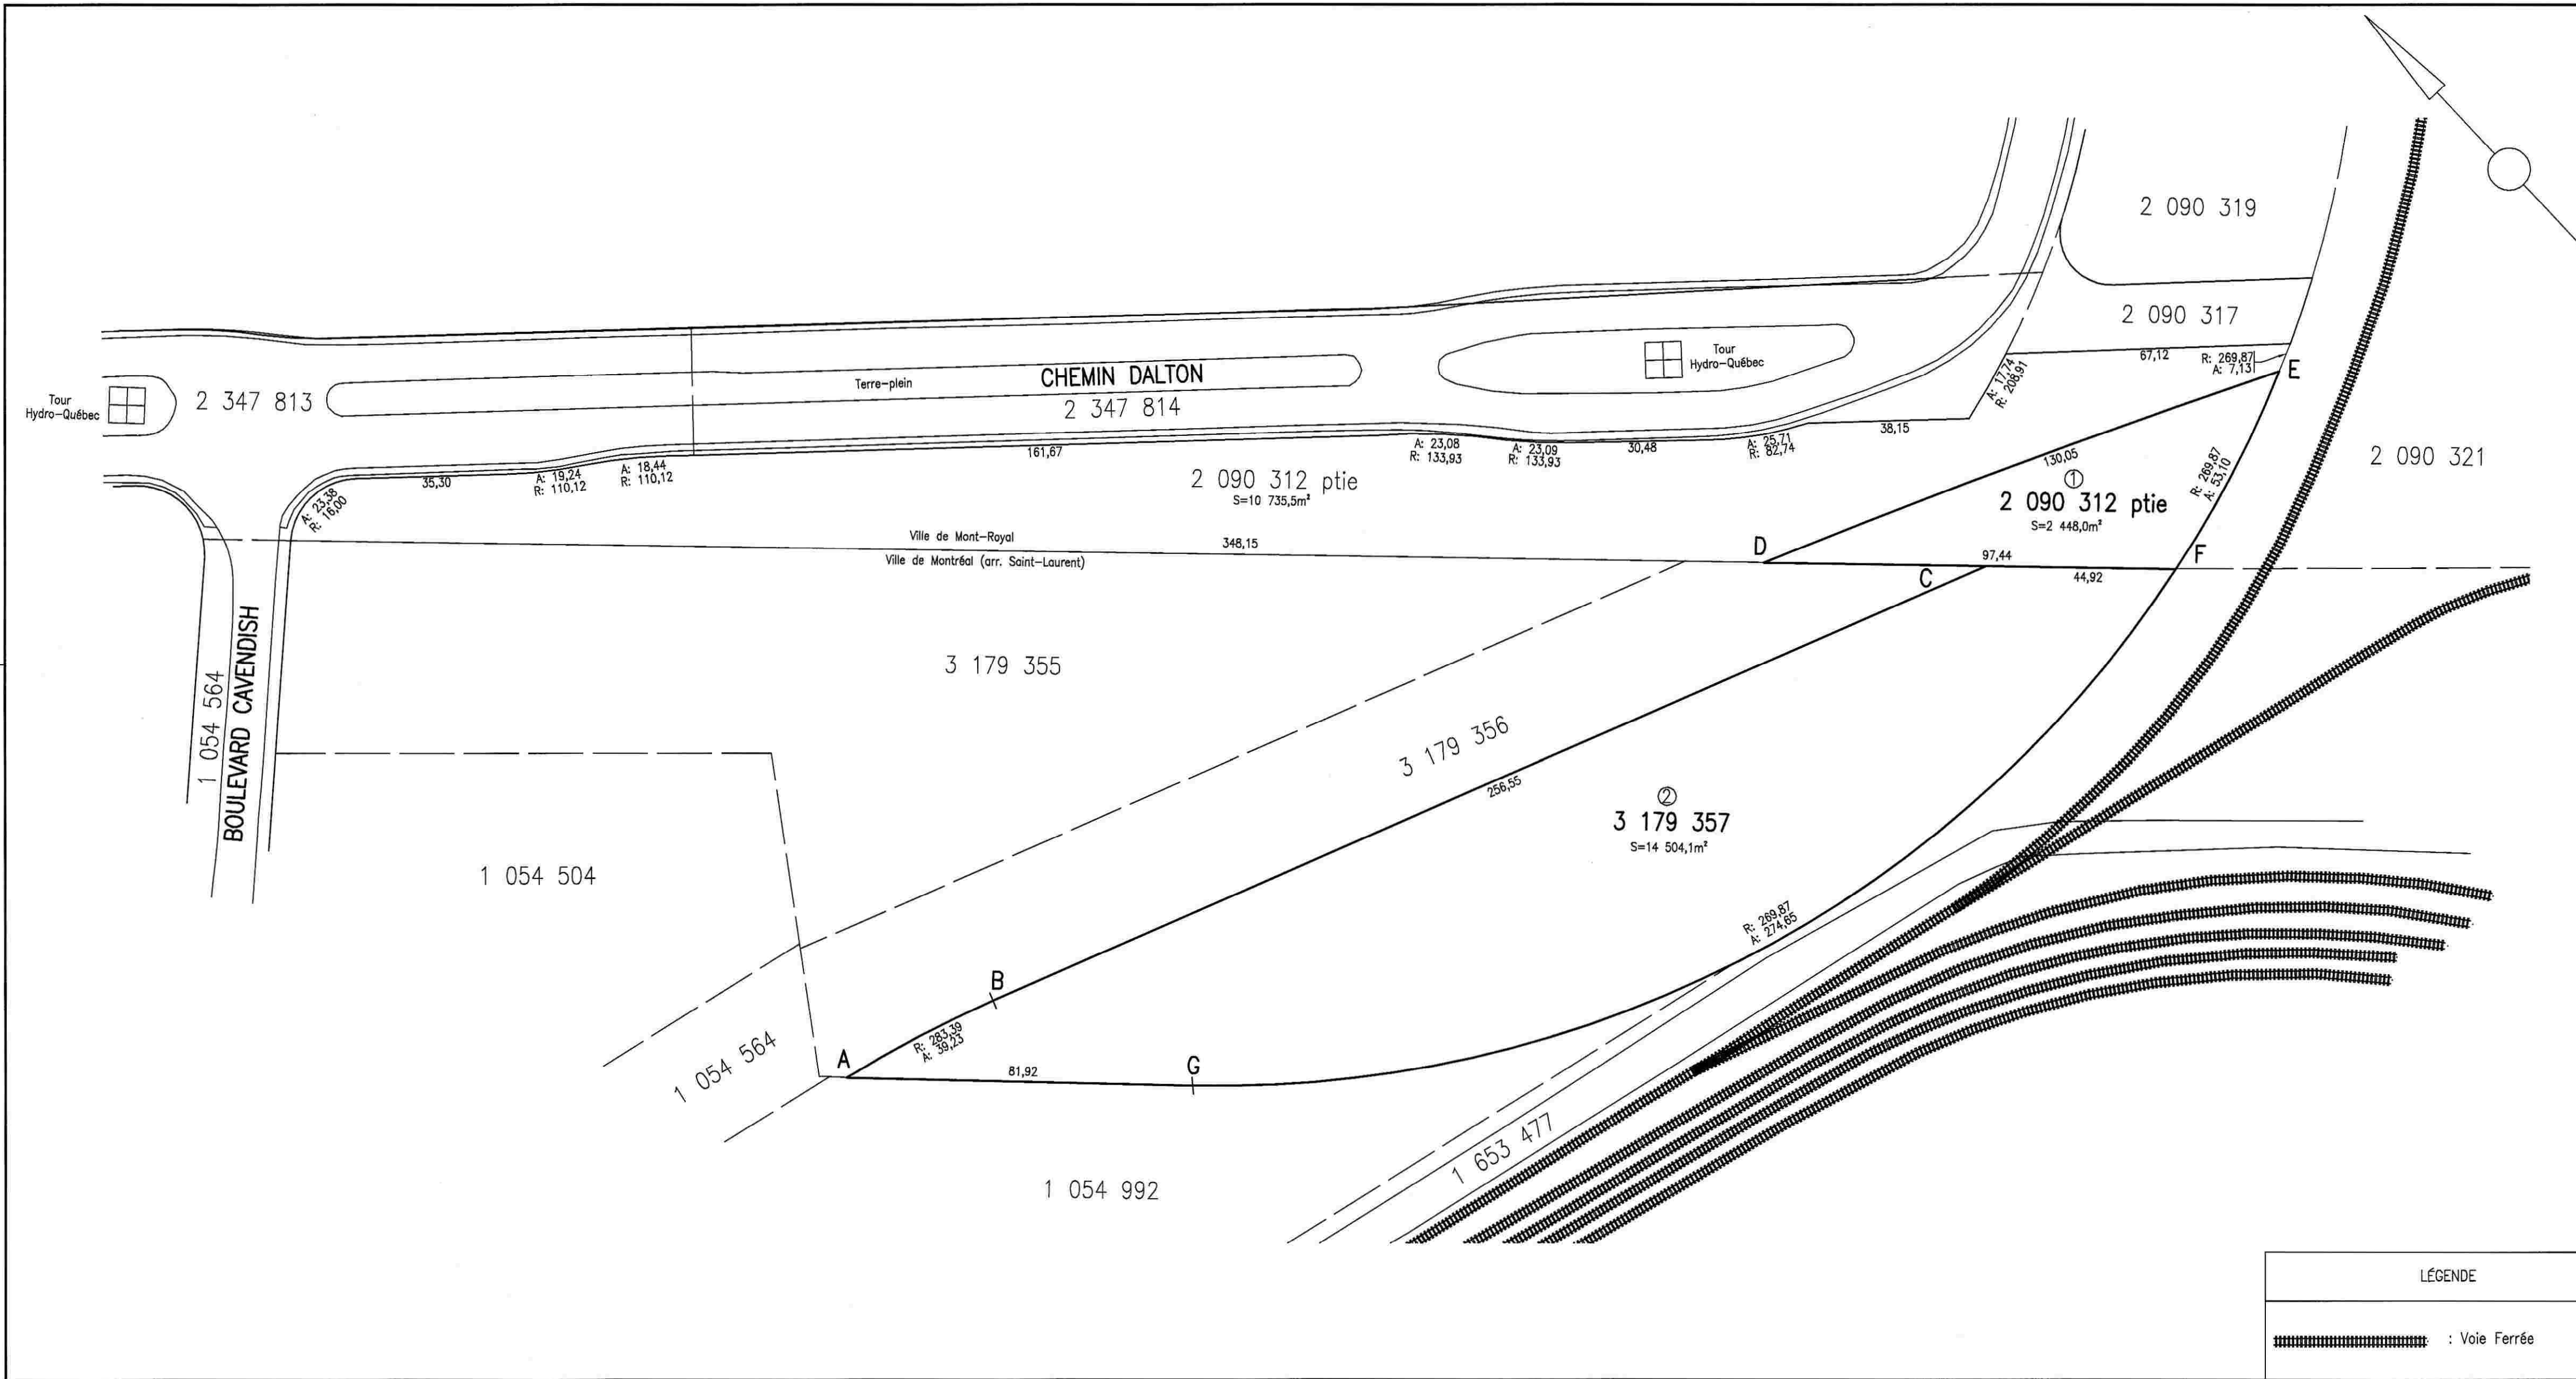 2 090 319
2 090 317
67,12
R: 269,87
A: 7,13
E
A: 17,74
R: 208,91
Tour
Hydro-Québec
2 347 813
Terre-plein
CHEMIN DALTON
2 347 814
Tour
Hydro-Québec
38,15
A: 23,38
R: 16,00
35,30
A: 19,24
R: 110,12
A: 18,44
R: 110,12
161,67
A: 23,08
R: 133,93
A: 23,09
R: 133,93
30,48
A: 25,71
R: 82,74
2 090 312 ptie
S=10 735,5m²
130,05
①
2 090 312 ptie
S=2 448,0m²
R: 269,87
A: 53,10
2 090 321
Ville de Mont-Royal
348,15
Ville de Montréal (arr. Saint-Laurent)
D
97,44
F
C
44,92
1 054 564
BOULEVARD CAVENDISH
3 179 355
3 179 356
256,55
②
3 179 357
S=14 504,1m²
1 054 504
R: 269,87
A: 274,65
B
R: 283,39
A: 39,23
A
81,92
G
1 054 564
1 653 477
1 054 992
LÉGENDE
: Voie Ferrée